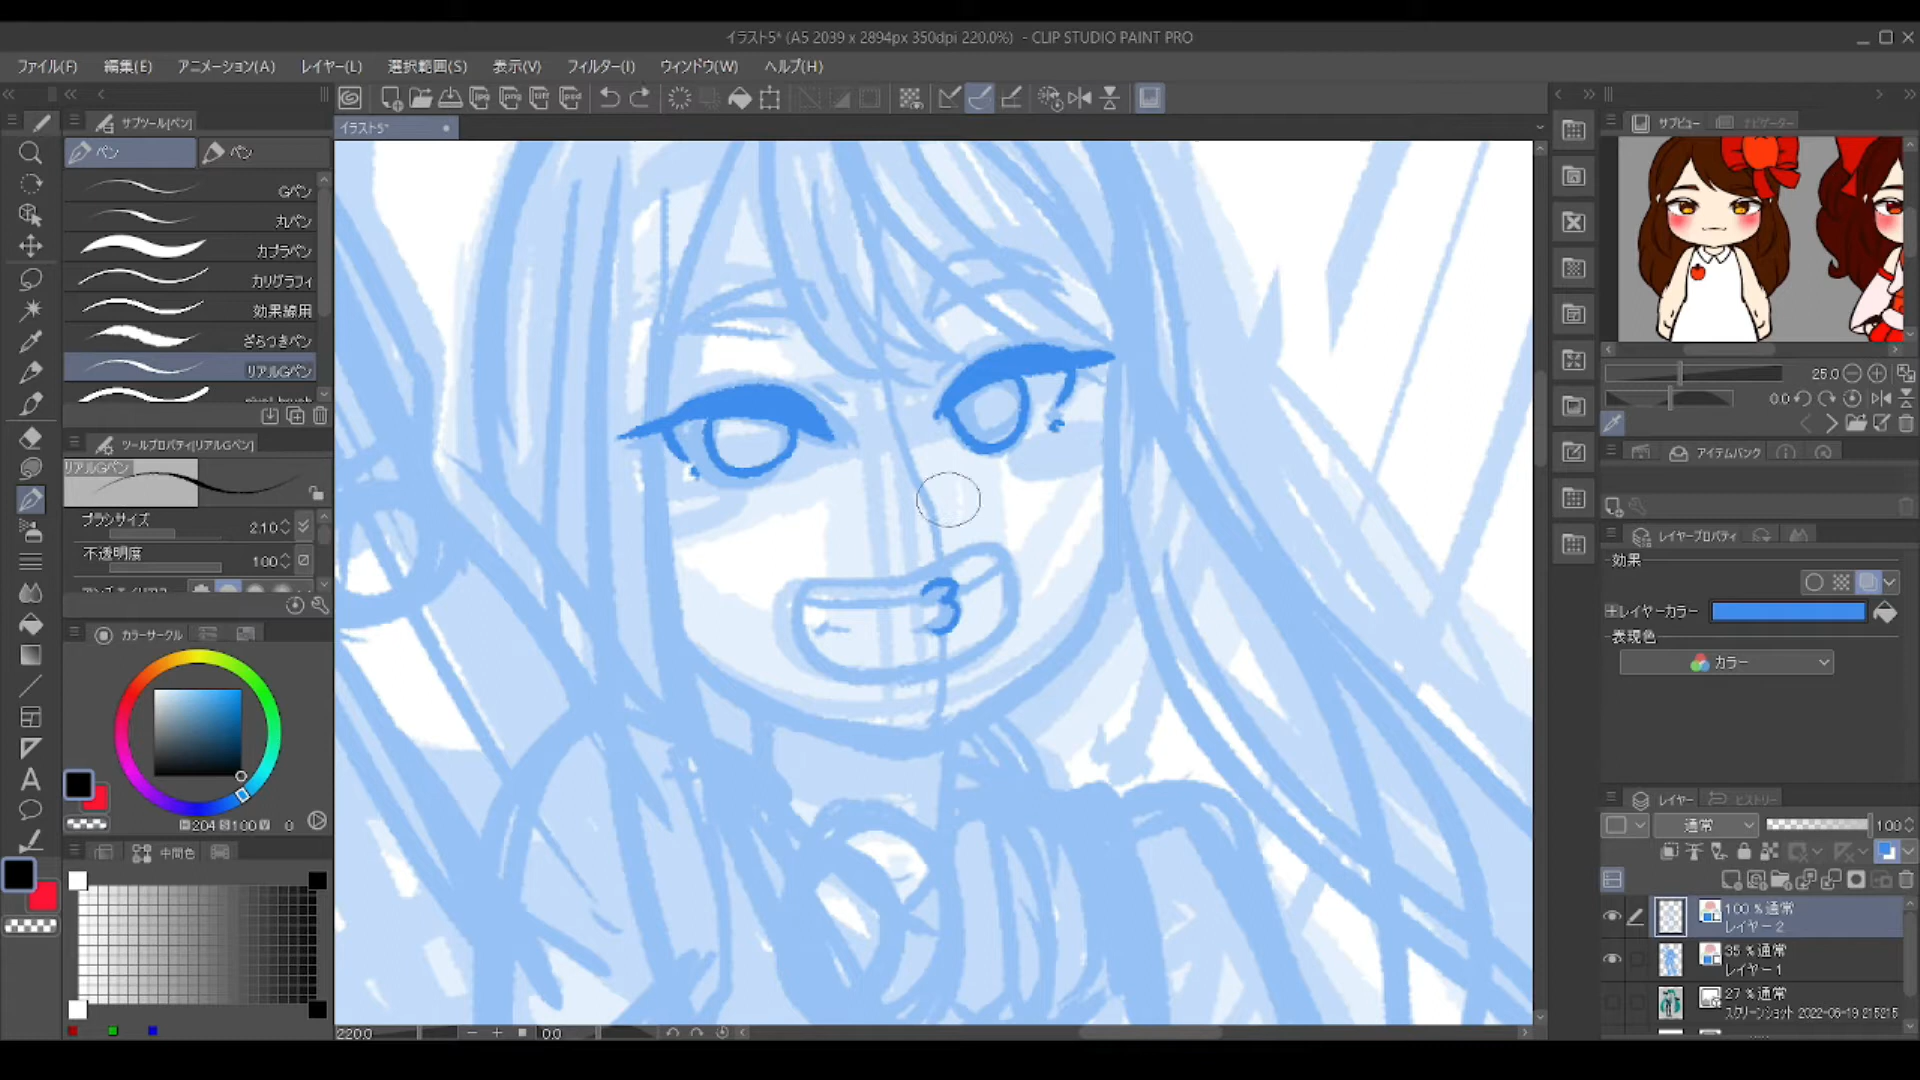 イラスト5* (A5 2039 x 2894px 350dpi 220.0%) - CLIP STUDIO PAINT PRO
ファイル(F) 編集(E) アニメーション(A) レイヤー(L) 選択範囲(S) 表示(V) フィルター(I) ウィンドウ(W) ヘルプ(H)
サブツール[ペン]
イラスト5*
ペン ペン
Gペン
丸ペン
カブラペン
カリグラフィ
効果線用
ざらつきペン
リアルGペン
ツールプロパティ[リアルGペン]
リアルGペン
ブラシサイズ 2.10
不透明度 100
カラーサークル
H204 S100 V 0
中間色
220.0 0.0
サブビュー ナビゲーター
25.0
0.0
アイテムバンク
レイヤープロパティ
効果
レイヤーカラー
表現色
カラー
レイヤー ヒストリー
通常 100
100 % 通常
レイヤー 2
35 % 通常
レイヤー 1
27 % 通常
スクリーンショット 2022-06-19 215215